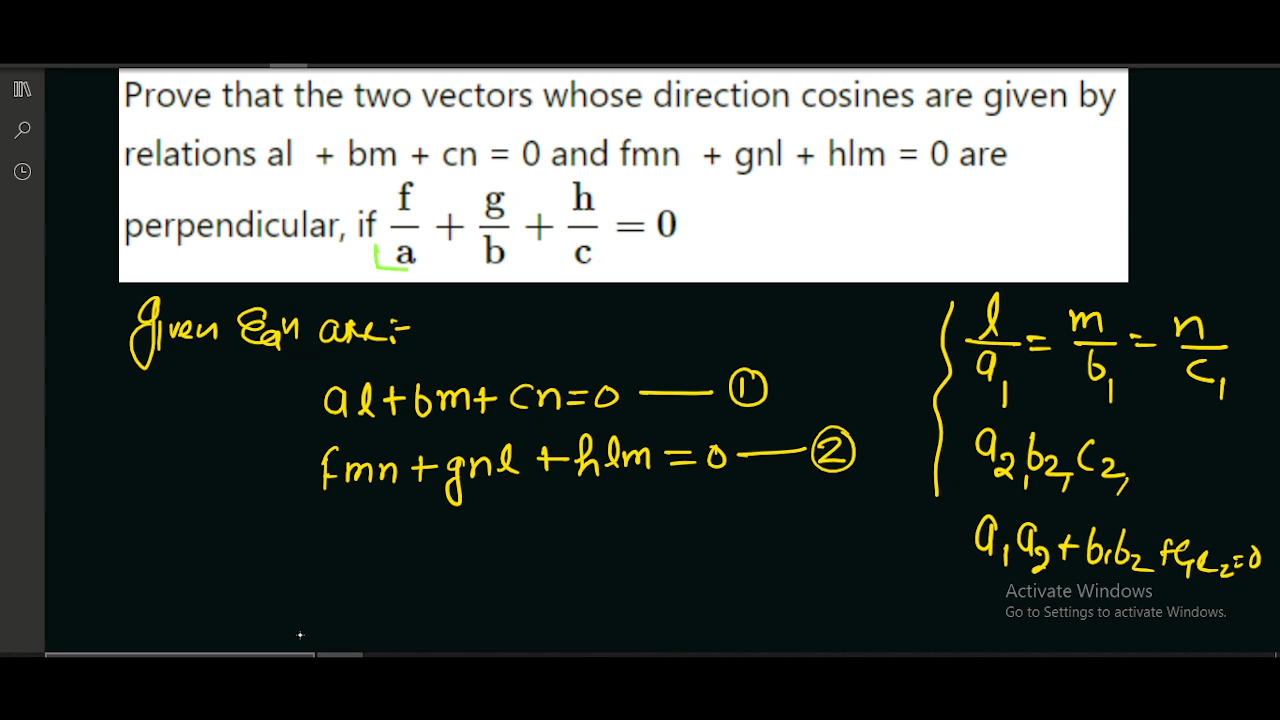 Prove that the two vectors whose direction cosines are given by
relations al + bm + cn = 0 and fmn + gnl + hlm = 0 are
perpendicular, if f/a + g/b + h/c = 0
Given Eqn are:-
al+bm+cn=0 —— ①
fmn+gnl+hlm=0 —— ②
l/a₁ = m/b₁ = n/c₁
a₂, b₂, c₂,
a₁a₂+b₁b₂+c₁c₂=0
Activate Windows
Go to Settings to activate Windows.